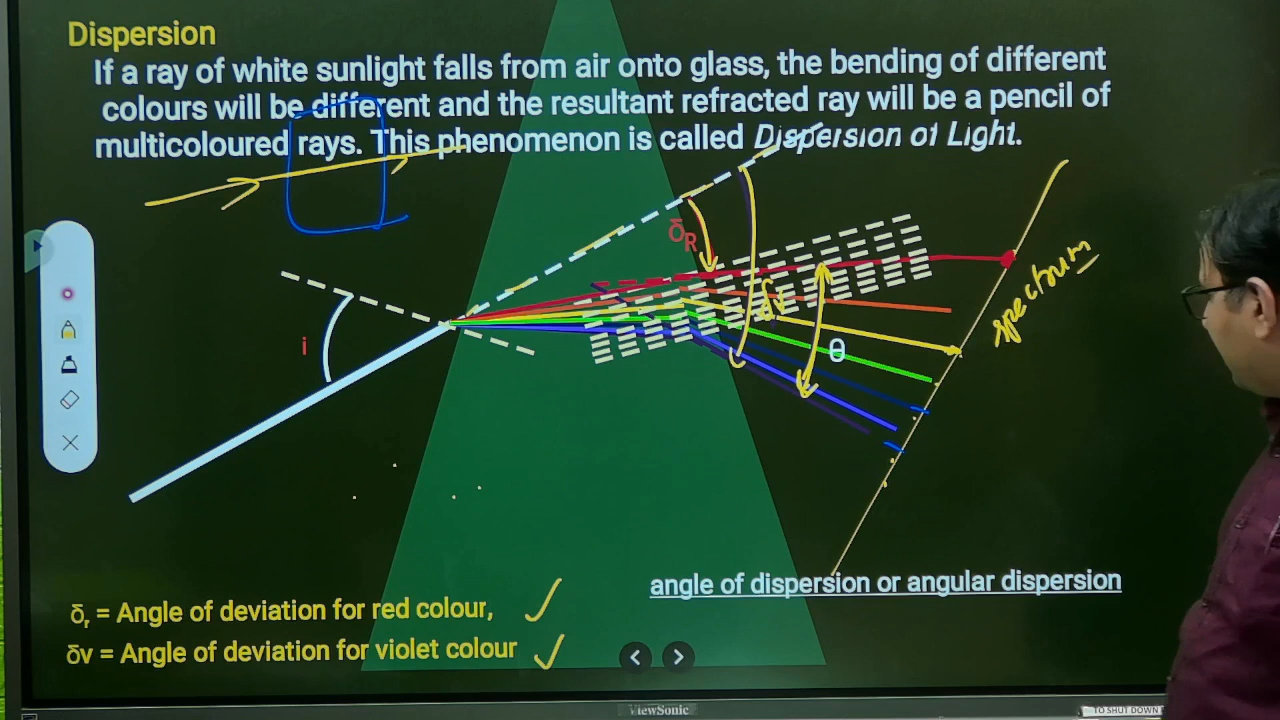 Dispersion
If a ray of white sunlight falls from air onto glass, the bending of different
colours will be different and the resultant refracted ray will be a pencil of
multicoloured rays. This phenomenon is called Dispersion of Light.
δR
i
θ
spectrum
angle of dispersion or angular dispersion
δr = Angle of deviation for red colour,
δv = Angle of deviation for violet colour
ViewSonic
TO SHUT DOWN